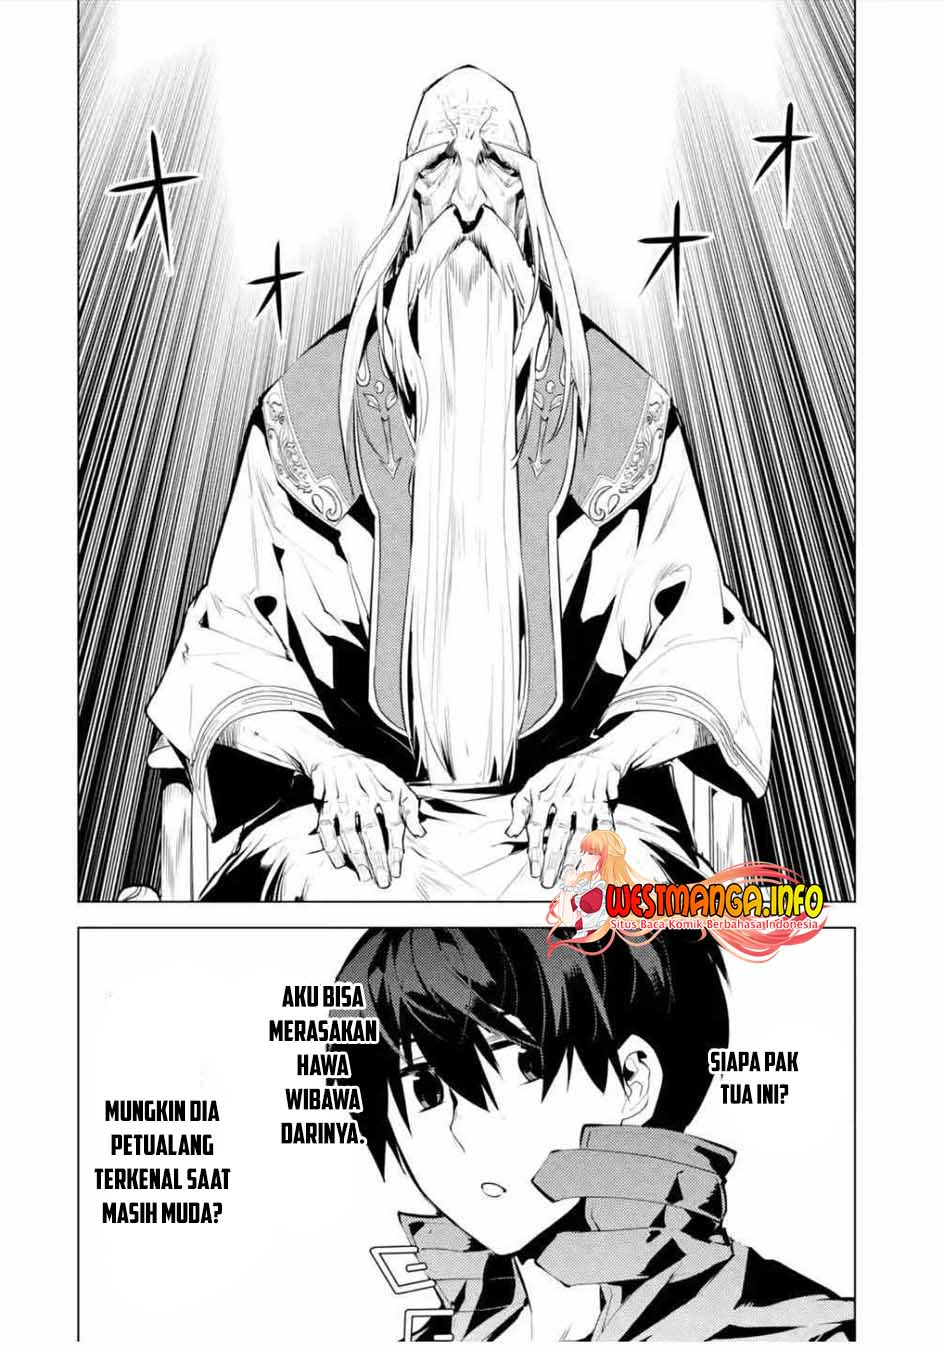 WESTMANGA.INFO
Situs Baca Komik Berbahasa Indonesia
SIAPA PAK
TUA INI?
AKU BISA
MERASAKAN
HAWA
WIBAWA
DARINYA.
MUNGKIN DIA
PETUALANG
TERKENAL SAAT
MASIH MUDA?